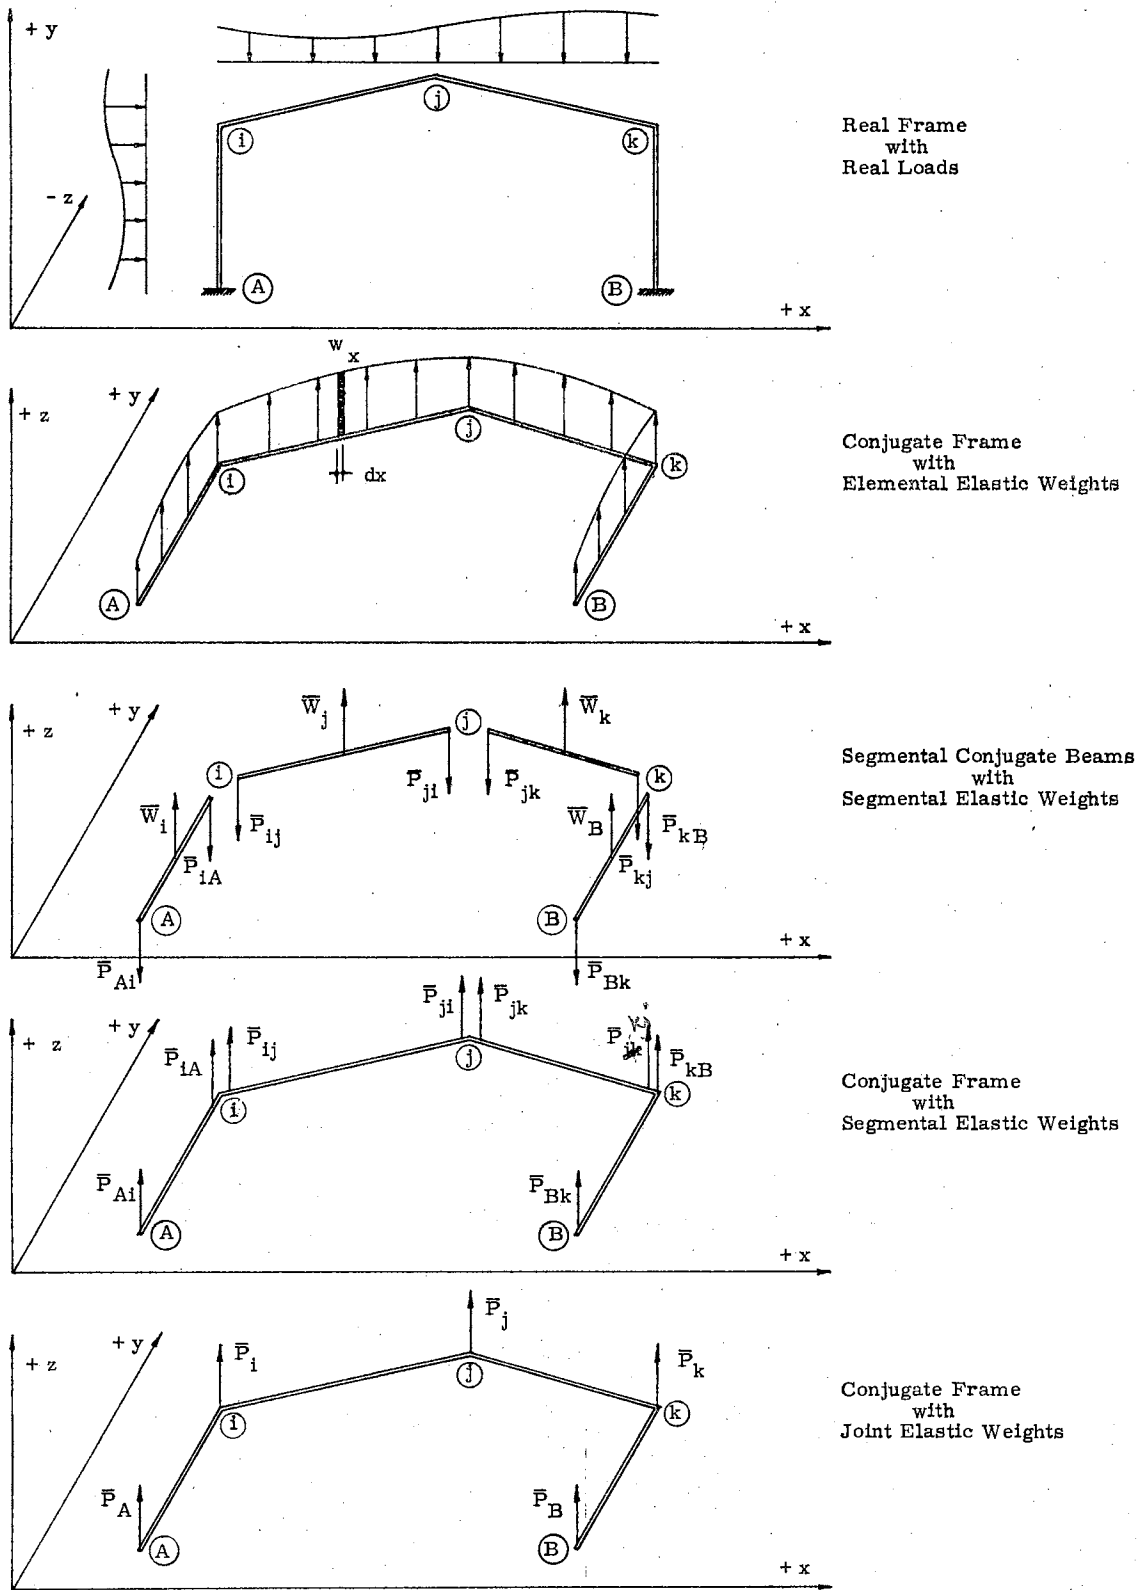 + y
j
i
k
Real Frame
with
Real Loads
- z
A
B
+ x
w x
+ z
+ y
j
i
k
dx
Conjugate Frame
with
Elemental Elastic Weights
A
B
+ x
+ z
+ y
W̅j
W̅k
j
i
k
Segmental Conjugate Beams
with
Segmental Elastic Weights
P̅ji
P̅jk
W̅i
P̅ij
W̅B
P̅kB
P̅iA
P̅kj
A
B
+ x
P̅Ai
P̅Bk
P̅ji
P̅jk
+ z
+ y
P̅iA
P̅ij
P̅
P̅kB
j
i
k
Conjugate Frame
with
Segmental Elastic Weights
P̅Ai
P̅Bk
A
B
+ x
P̅j
+ z
+ y
P̅i
P̅k
j
i
k
Conjugate Frame
with
Joint Elastic Weights
P̅A
P̅B
A
B
+ x